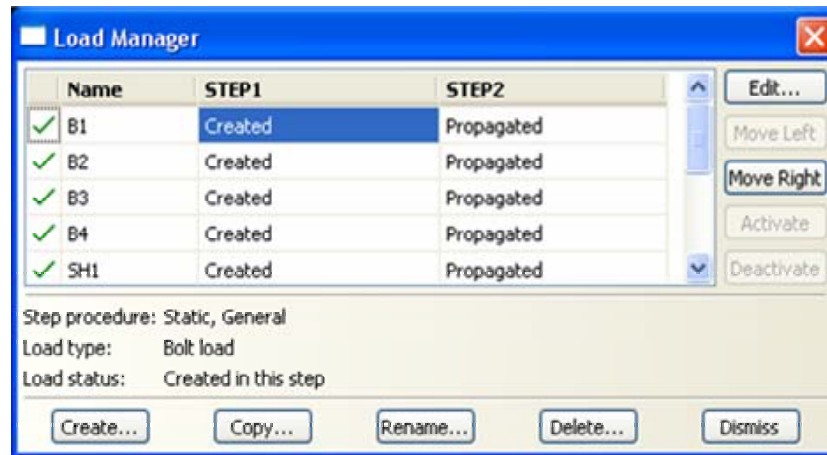 Load Manager
Name STEP1 STEP2 Edit...
B1 Created Propagated Move Left
B2 Created Propagated
B3 Created Propagated Move Right
B4 Created Propagated Activate
SH1 Created Propagated Deactivate
Step procedure: Static, General
Load type: Bolt load
Load status: Created in this step
Create... Copy... Rename... Delete... Dismiss